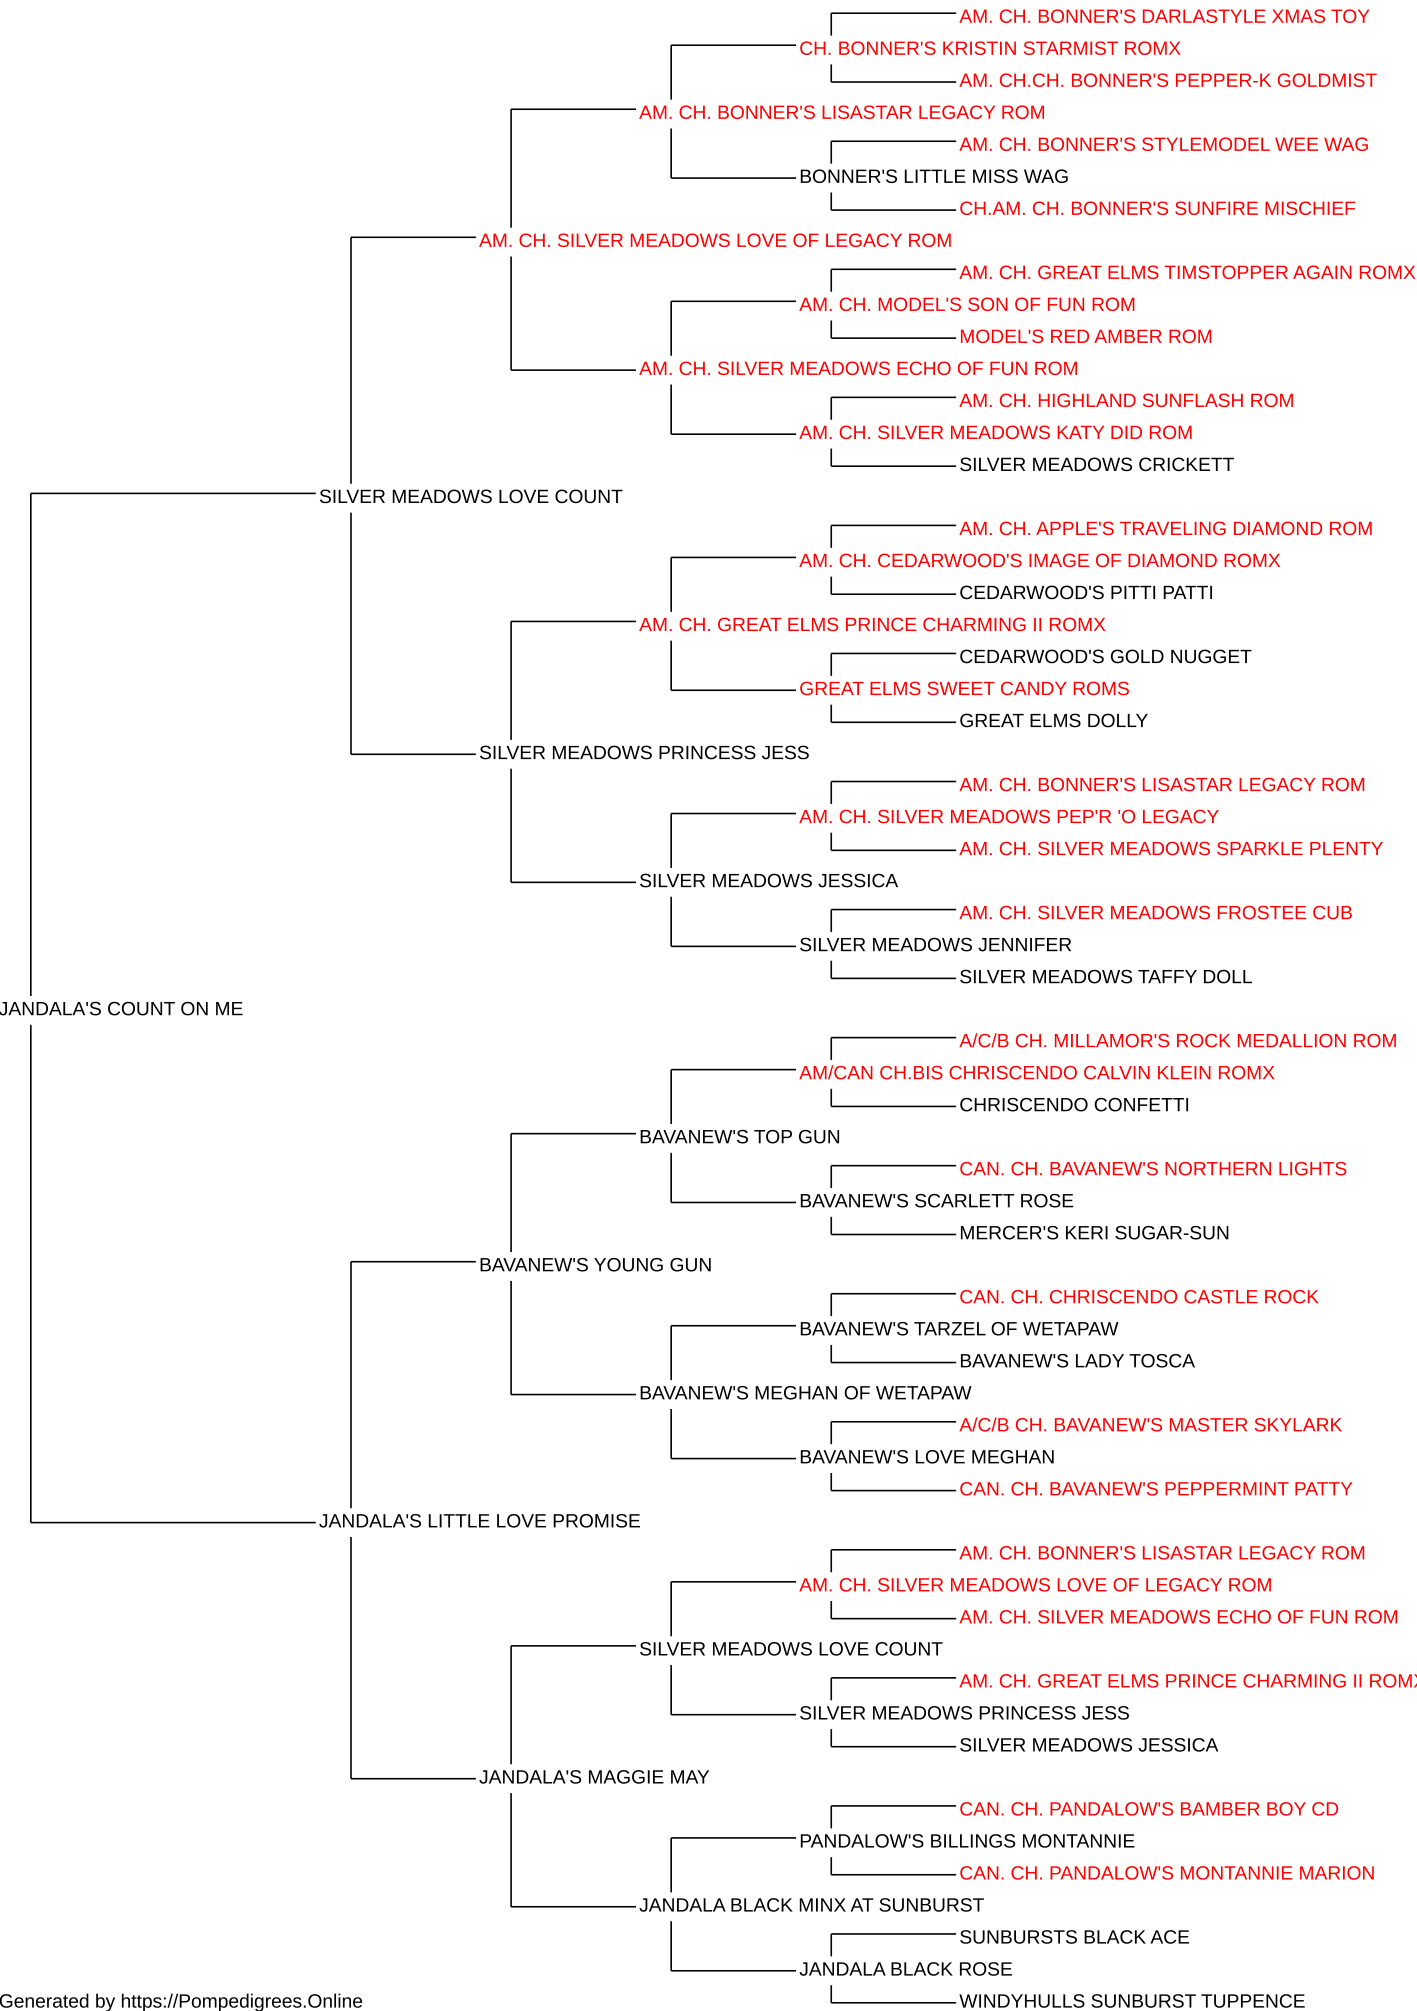 AM. CH. BONNER'S DARLASTYLE XMAS TOY
CH. BONNER'S KRISTIN STARMIST ROMX
AM. CH.CH. BONNER'S PEPPER-K GOLDMIST
AM. CH. BONNER'S LISASTAR LEGACY ROM
AM. CH. BONNER'S STYLEMODEL WEE WAG
BONNER'S LITTLE MISS WAG
CH.AM. CH. BONNER'S SUNFIRE MISCHIEF
AM. CH. SILVER MEADOWS LOVE OF LEGACY ROM
AM. CH. GREAT ELMS TIMSTOPPER AGAIN ROMX
AM. CH. MODEL'S SON OF FUN ROM
MODEL'S RED AMBER ROM
AM. CH. SILVER MEADOWS ECHO OF FUN ROM
AM. CH. HIGHLAND SUNFLASH ROM
AM. CH. SILVER MEADOWS KATY DID ROM
SILVER MEADOWS CRICKETT
SILVER MEADOWS LOVE COUNT
AM. CH. APPLE'S TRAVELING DIAMOND ROM
AM. CH. CEDARWOOD'S IMAGE OF DIAMOND ROMX
CEDARWOOD'S PITTI PATTI
AM. CH. GREAT ELMS PRINCE CHARMING II ROMX
CEDARWOOD'S GOLD NUGGET
GREAT ELMS SWEET CANDY ROMS
GREAT ELMS DOLLY
SILVER MEADOWS PRINCESS JESS
AM. CH. BONNER'S LISASTAR LEGACY ROM
AM. CH. SILVER MEADOWS PEP'R 'O LEGACY
AM. CH. SILVER MEADOWS SPARKLE PLENTY
SILVER MEADOWS JESSICA
AM. CH. SILVER MEADOWS FROSTEE CUB
SILVER MEADOWS JENNIFER
SILVER MEADOWS TAFFY DOLL
JANDALA'S COUNT ON ME
A/C/B CH. MILLAMOR'S ROCK MEDALLION ROM
AM/CAN CH.BIS CHRISCENDO CALVIN KLEIN ROMX
CHRISCENDO CONFETTI
BAVANEW'S TOP GUN
CAN. CH. BAVANEW'S NORTHERN LIGHTS
BAVANEW'S SCARLETT ROSE
MERCER'S KERI SUGAR-SUN
BAVANEW'S YOUNG GUN
CAN. CH. CHRISCENDO CASTLE ROCK
BAVANEW'S TARZEL OF WETAPAW
BAVANEW'S LADY TOSCA
BAVANEW'S MEGHAN OF WETAPAW
A/C/B CH. BAVANEW'S MASTER SKYLARK
BAVANEW'S LOVE MEGHAN
CAN. CH. BAVANEW'S PEPPERMINT PATTY
JANDALA'S LITTLE LOVE PROMISE
AM. CH. BONNER'S LISASTAR LEGACY ROM
AM. CH. SILVER MEADOWS LOVE OF LEGACY ROM
AM. CH. SILVER MEADOWS ECHO OF FUN ROM
SILVER MEADOWS LOVE COUNT
AM. CH. GREAT ELMS PRINCE CHARMING II ROMX
SILVER MEADOWS PRINCESS JESS
SILVER MEADOWS JESSICA
JANDALA'S MAGGIE MAY
CAN. CH. PANDALOW'S BAMBER BOY CD
PANDALOW'S BILLINGS MONTANNIE
CAN. CH. PANDALOW'S MONTANNIE MARION
JANDALA BLACK MINX AT SUNBURST
SUNBURSTS BLACK ACE
JANDALA BLACK ROSE
WINDYHULLS SUNBURST TUPPENCE
Generated by https://Pompedigrees.Online